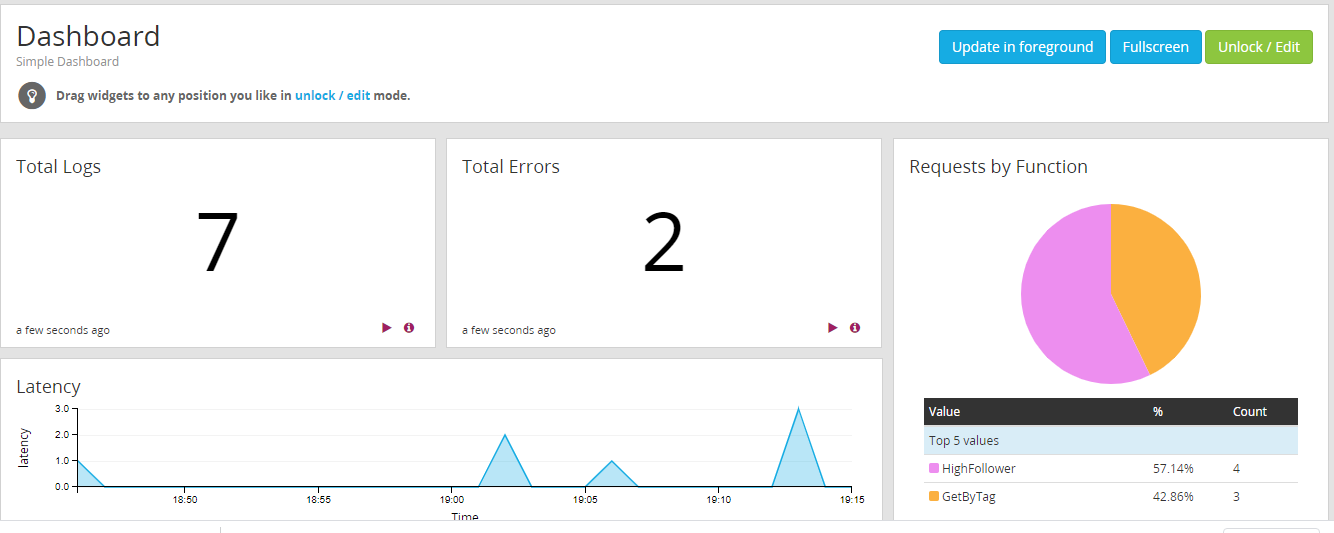 Dashboard
Simple Dashboard
Update in foreground
Fullscreen
Unlock / Edit
Drag widgets to any position you like in unlock / edit mode.
Total Logs
7
a few seconds ago
Total Errors
2
a few seconds ago
Requests by Function
Value % Count
Top 5 values
HighFollower 57.14% 4
GetByTag 42.86% 3
Latency
latency
3.0
2.0
1.0
0.0
18:50 18:55 19:00 19:05 19:10 19:15
Time